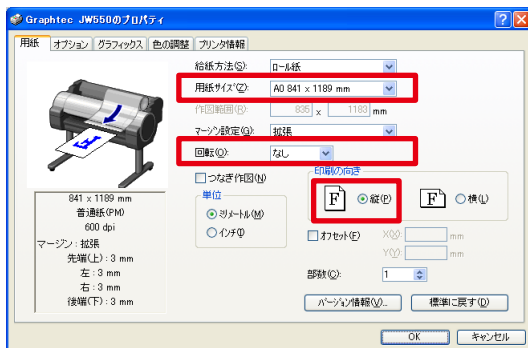 Graphtec JW550のプロパティ
用紙 オプション グラフィックス 色の調整 プリンタ情報
給紙方法(S): ロール紙
用紙サイズ(Z): A0 841 x 1189 mm
作図範囲(R): 835 x 1183 mm
マージン設定(G): 拡張
回転(O): なし
つなぎ作図(N)
印刷の向き
F 縦(P) F 横(L)
単位
ミリメートル(M)
インチ(I)
オフセット(F) X(X): mm
Y(Y): mm
部数(C): 1
841 x 1189 mm
普通紙(PM)
600 dpi
マージン : 拡張
先端(上) : 3 mm
左 : 3 mm
右 : 3 mm
後端(下) : 3 mm
バージョン情報(V)... 標準に戻す(D)
OK キャンセル